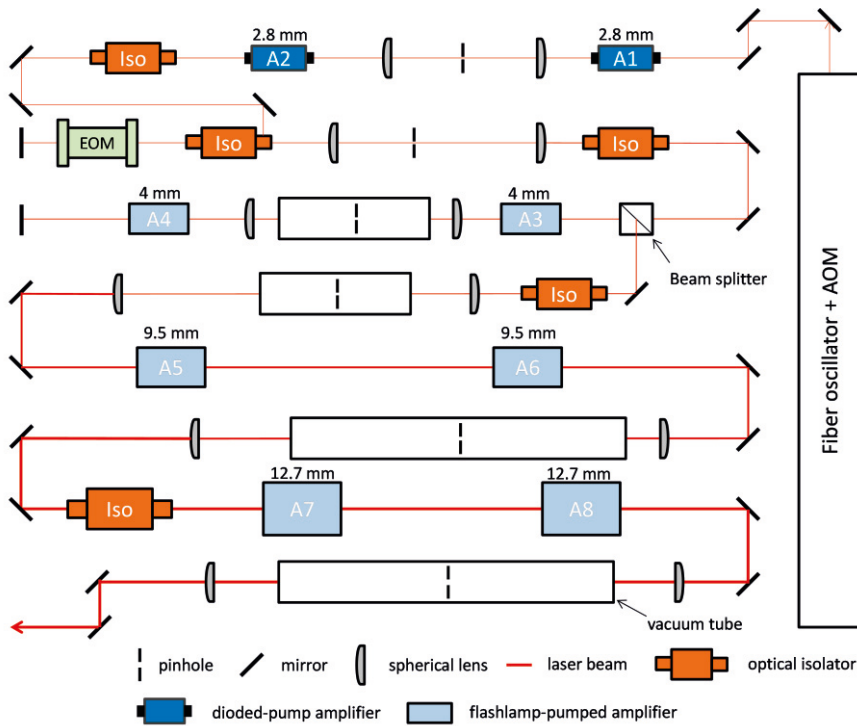 2.8 mm
2.8 mm
Iso
A2
A1
EOM
Iso
Iso
4 mm
4 mm
A4
A3
Beam splitter
Iso
9.5 mm
9.5 mm
A5
A6
12.7 mm
12.7 mm
Iso
A7
A8
vacuum tube
Fiber oscillator + AOM
pinhole
mirror
spherical lens
laser beam
optical isolator
dioded-pump amplifier
flashlamp-pumped amplifier